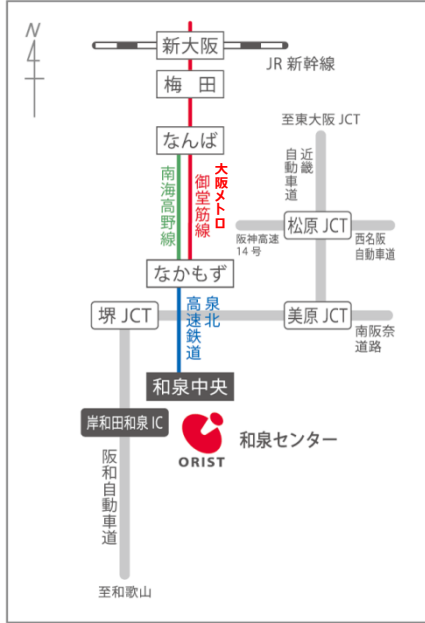 N
新大阪
JR 新幹線
梅 田
至東大阪 JCT
なんば
近畿
自動車道
大阪メトロ
御堂筋線
南海高野線
松原 JCT
阪神高速
14 号
西名阪
自動車道
なかもず
堺 JCT
泉北
高速鉄道
美原 JCT
南阪奈
道路
和泉中央
岸和田和泉 IC
ORIST
和泉センター
阪和自動車道
至和歌山